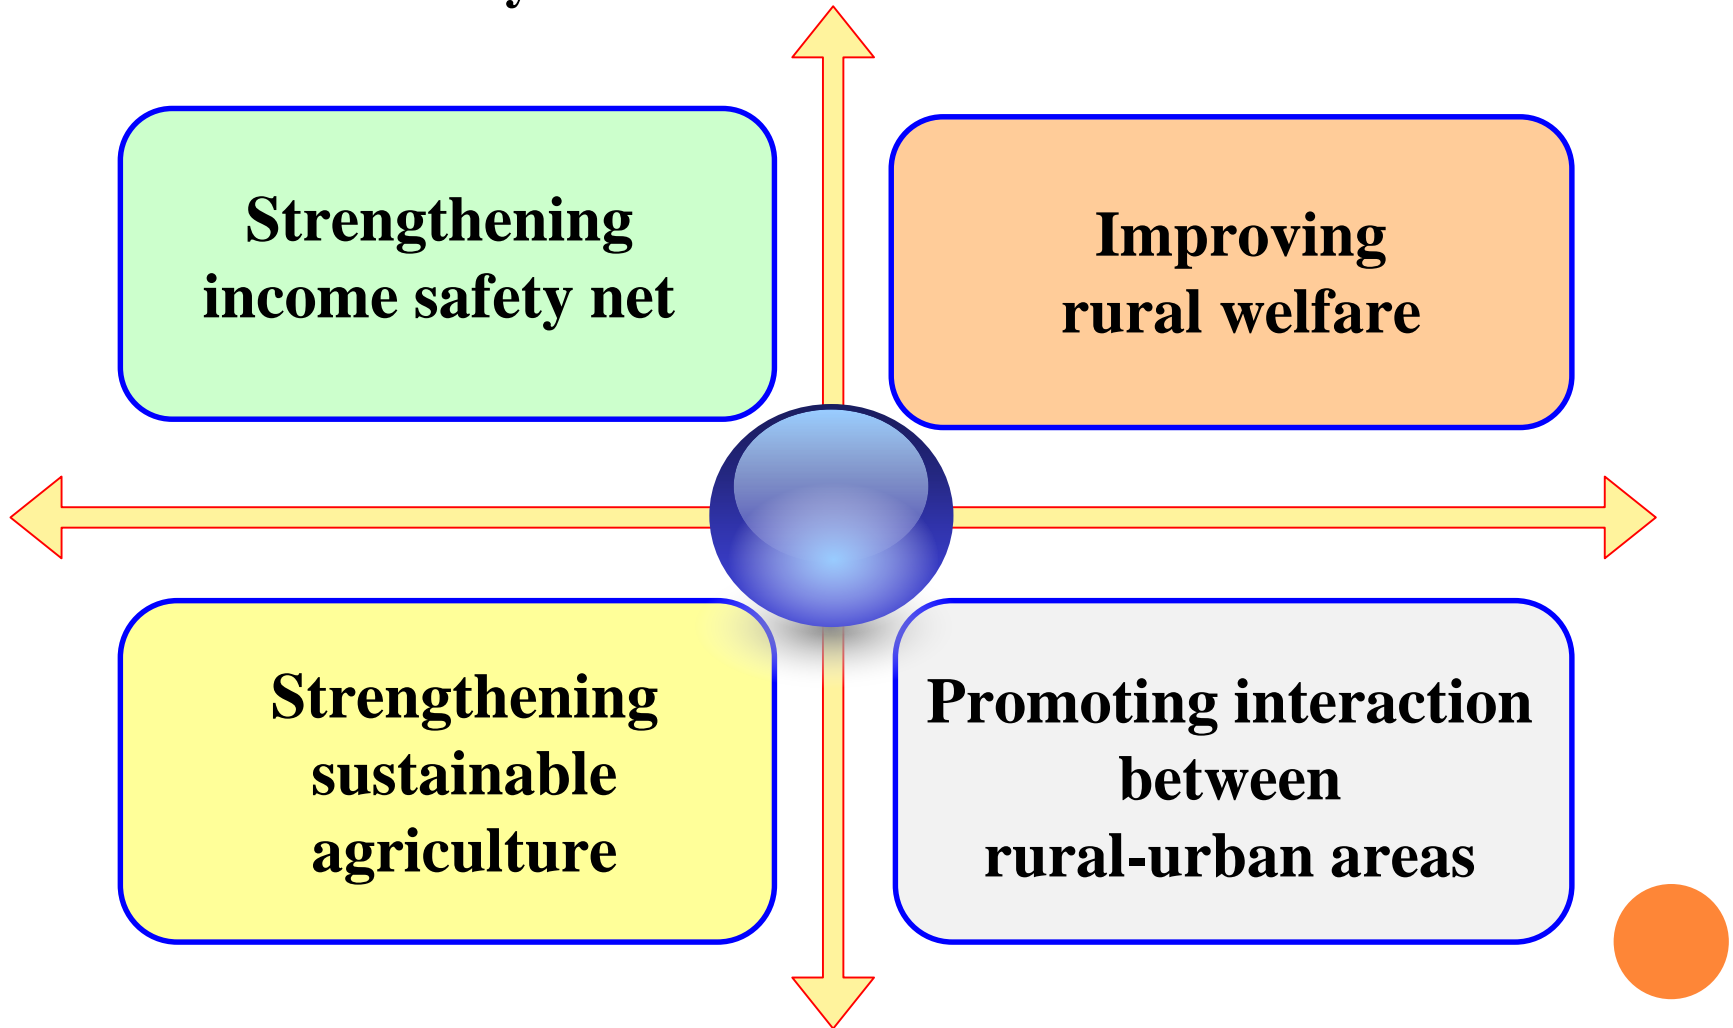 Strengthening
income safety net
Improving
rural welfare
Strengthening
sustainable
agriculture
Promoting interaction
between
rural-urban areas